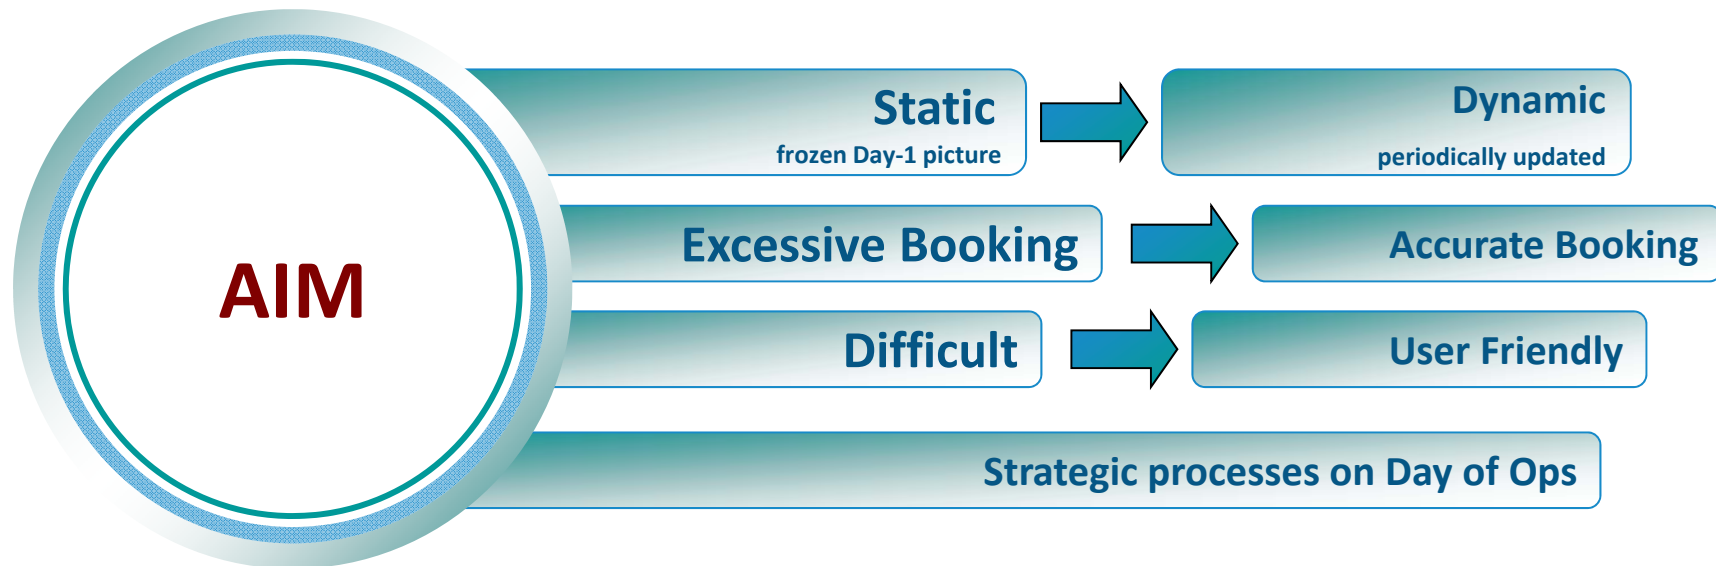 AIM
Static
frozen Day-1 picture
Dynamic
periodically updated
Excessive Booking
Accurate Booking
Difficult
User Friendly
Strategic processes on Day of Ops